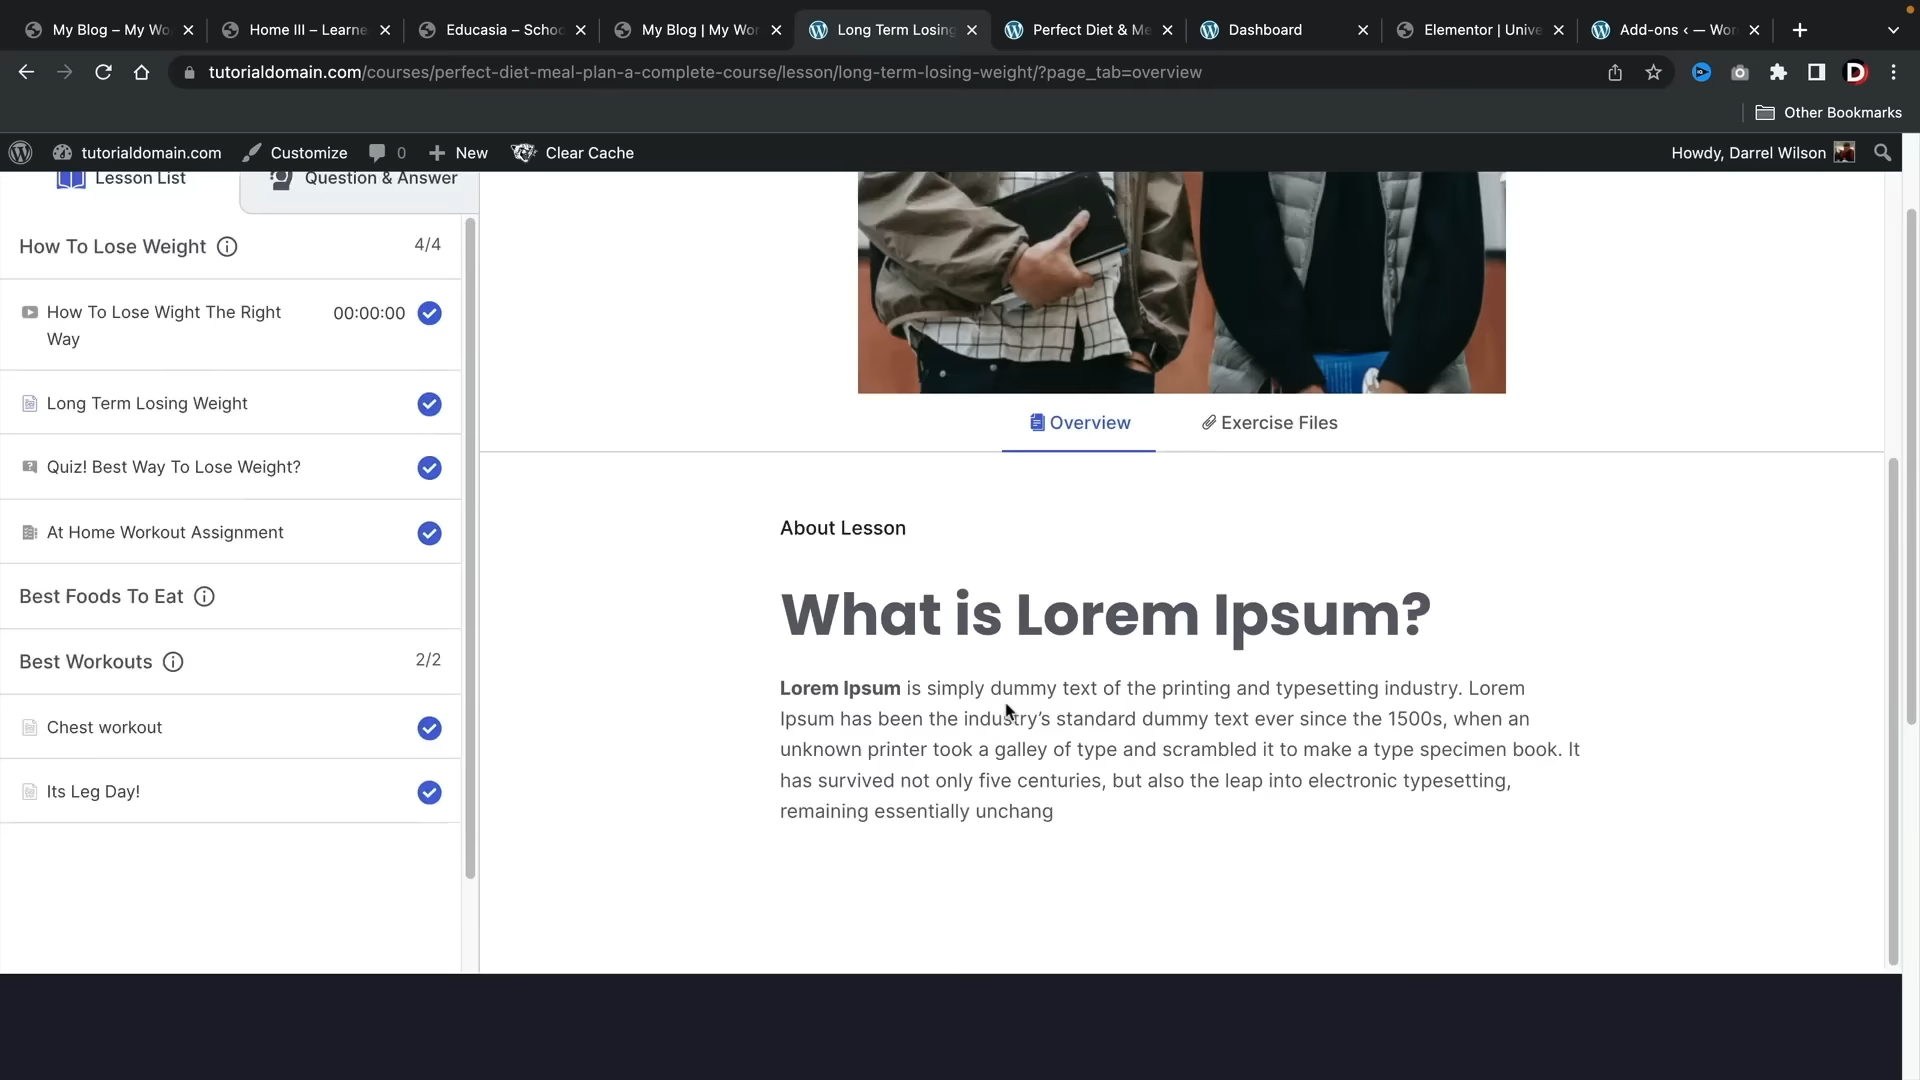 My Blog – My Wo
Home III – Learne
Educasia – Schoo
My Blog | My Wor
Long Term Losing
Perfect Diet & Me
Dashboard
Elementor | Unive
Add-ons ‹ — Wor
tutorialdomain.com/courses/perfect-diet-meal-plan-a-complete-course/lesson/long-term-losing-weight/?page_tab=overview
Other Bookmarks
tutorialdomain.com
Customize
0
New
Clear Cache
Howdy, Darrel Wilson
Lesson List
Question & Answer
How To Lose Weight 4/4
How To Lose Wight The Right 00:00:00
Way
Long Term Losing Weight
Quiz! Best Way To Lose Weight?
At Home Workout Assignment
Best Foods To Eat
Best Workouts 2/2
Chest workout
Its Leg Day!
Overview
Exercise Files
About Lesson
What is Lorem Ipsum?
Lorem Ipsum is simply dummy text of the printing and typesetting industry. Lorem
Ipsum has been the industry’s standard dummy text ever since the 1500s, when an
unknown printer took a galley of type and scrambled it to make a type specimen book. It
has survived not only five centuries, but also the leap into electronic typesetting,
remaining essentially unchang